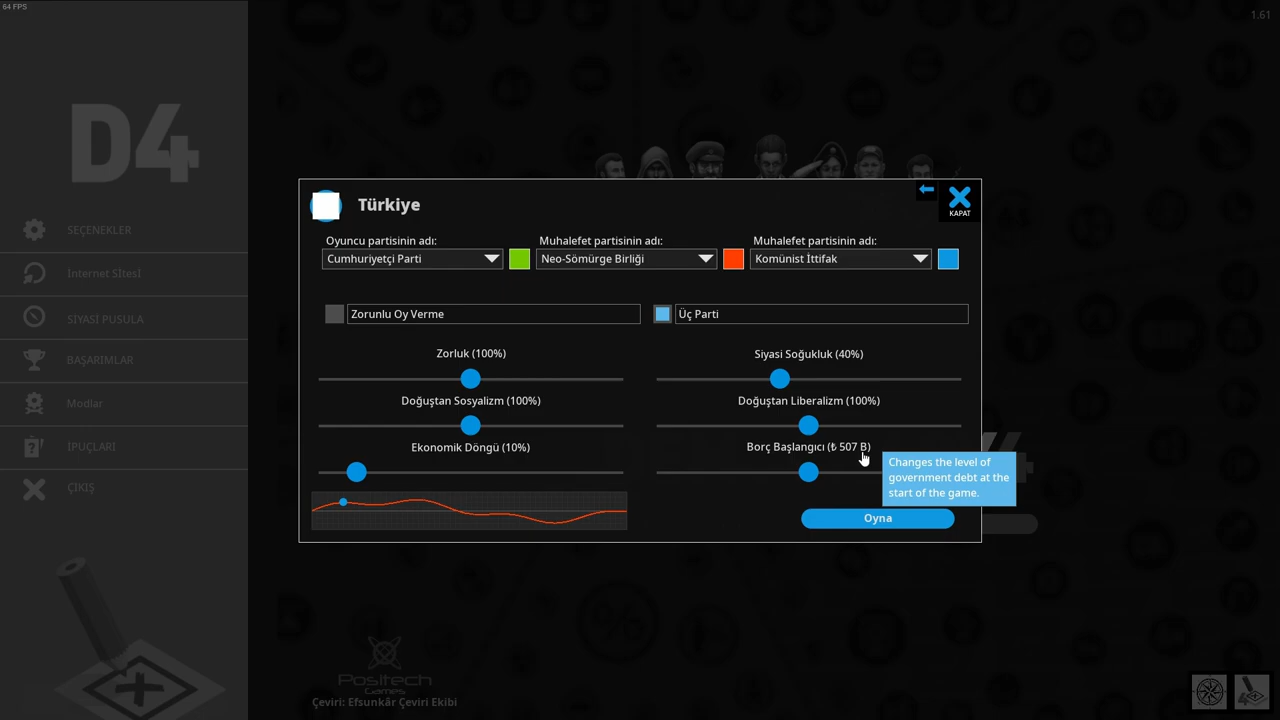 64 FPS
1.61
D4
SEÇENEKLER
İnternet Sİtesİ
SİYASİ PUSULA
BAŞARIMLAR
Modlar
İPUÇLARI
ÇIKIŞ
Türkiye
KAPAT
Oyuncu partisinin adı:
Muhalefet partisinin adı:
Muhalefet partisinin adı:
Cumhuriyetçi Parti
Neo-Sömürge Birliği
Komünist İttifak
Zorunlu Oy Verme
Üç Parti
Zorluk (100%)
Siyasi Soğukluk (40%)
Doğuştan Sosyalizm (100%)
Doğuştan Liberalizm (100%)
Ekonomik Döngü (10%)
Borç Başlangıcı (₺ 507 B)
Changes the level of
government debt at the
start of the game.
Oyna
Positech
Games
Çeviri: Efsunkâr Çeviri Ekibi